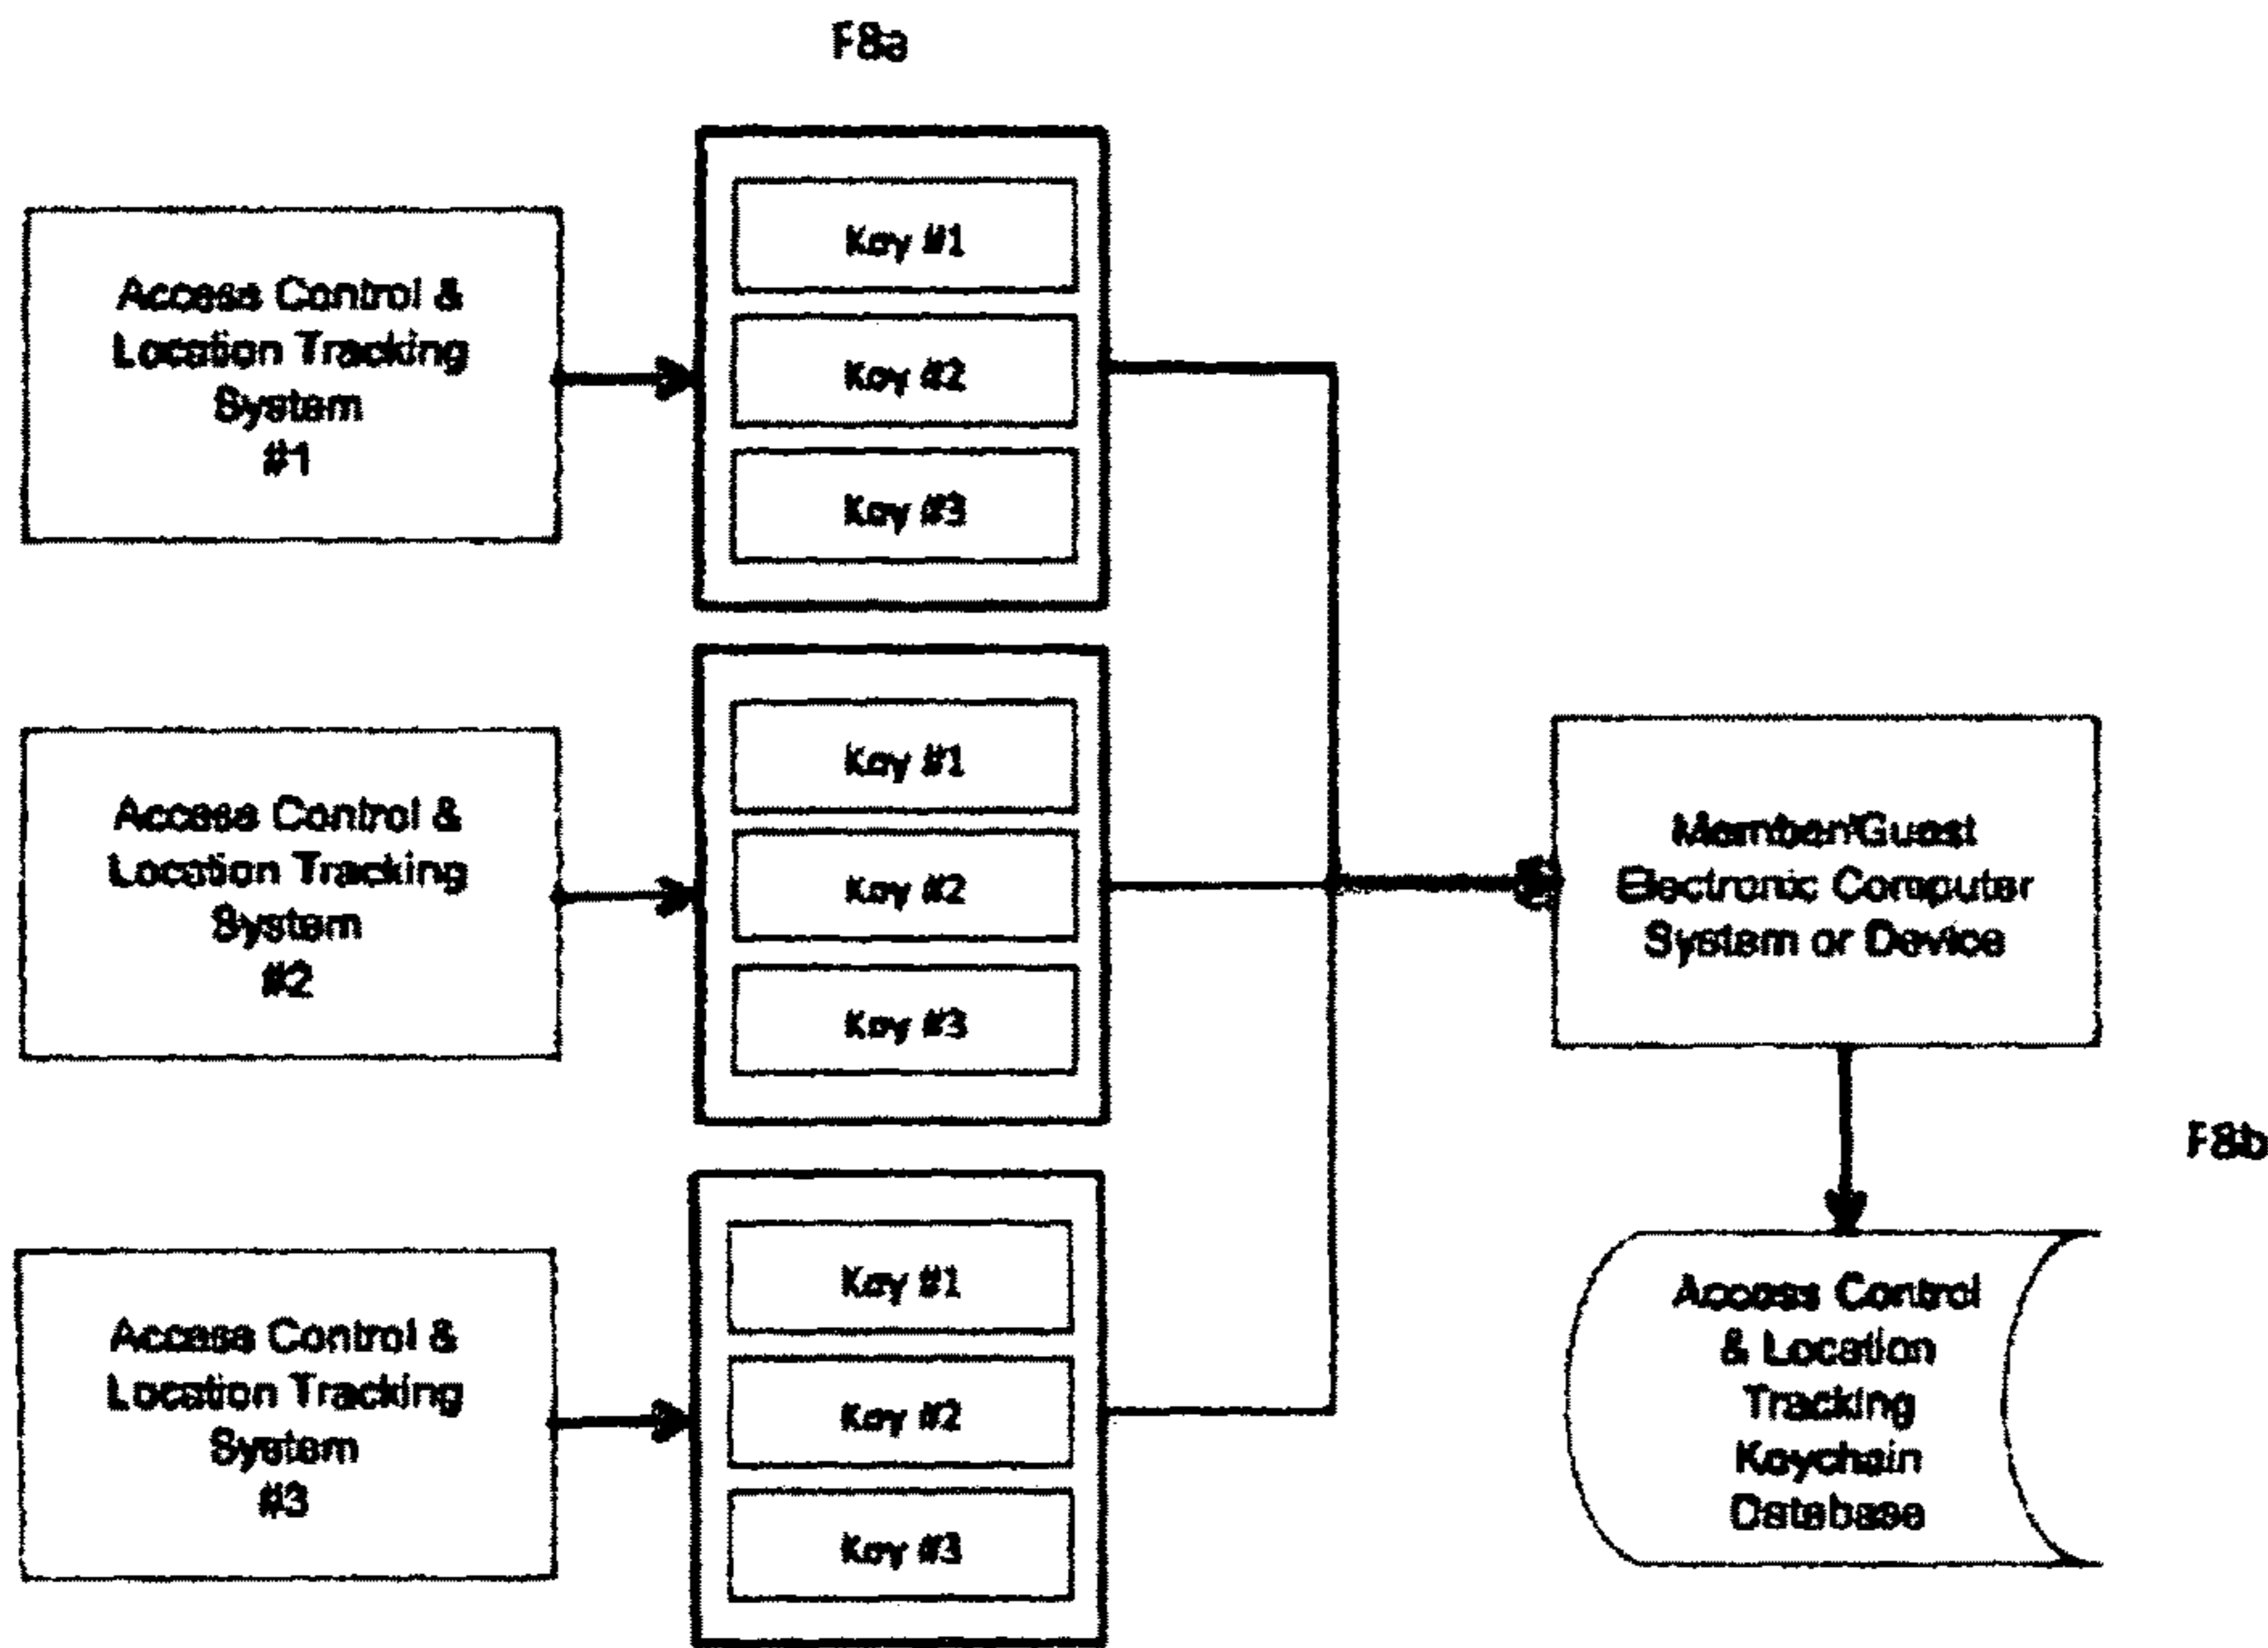 F8a
Access Control &
Location Tracking
System
#1
Key #1
Key #2
Key #3
Access Control &
Location Tracking
System
#2
Key #1
Key #2
Key #3
Member/Guest
Electronic Computer
System or Device
F8b
Access Control &
Location Tracking
System
#3
Key #1
Key #2
Key #3
Access Control
& Location
Tracking
Keychain
Database